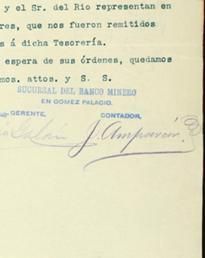 y el Sr. del Rio representan en
res, que nos fueron remitidos
s á dicha Tesorería.
espera de sus órdenes, quedamos
mos. attos. y S. S.
SUCURSAL DEL BANCO MINERO
EN GOMEZ PALACIO.
GERENTE, CONTADOR,
J. Amparán